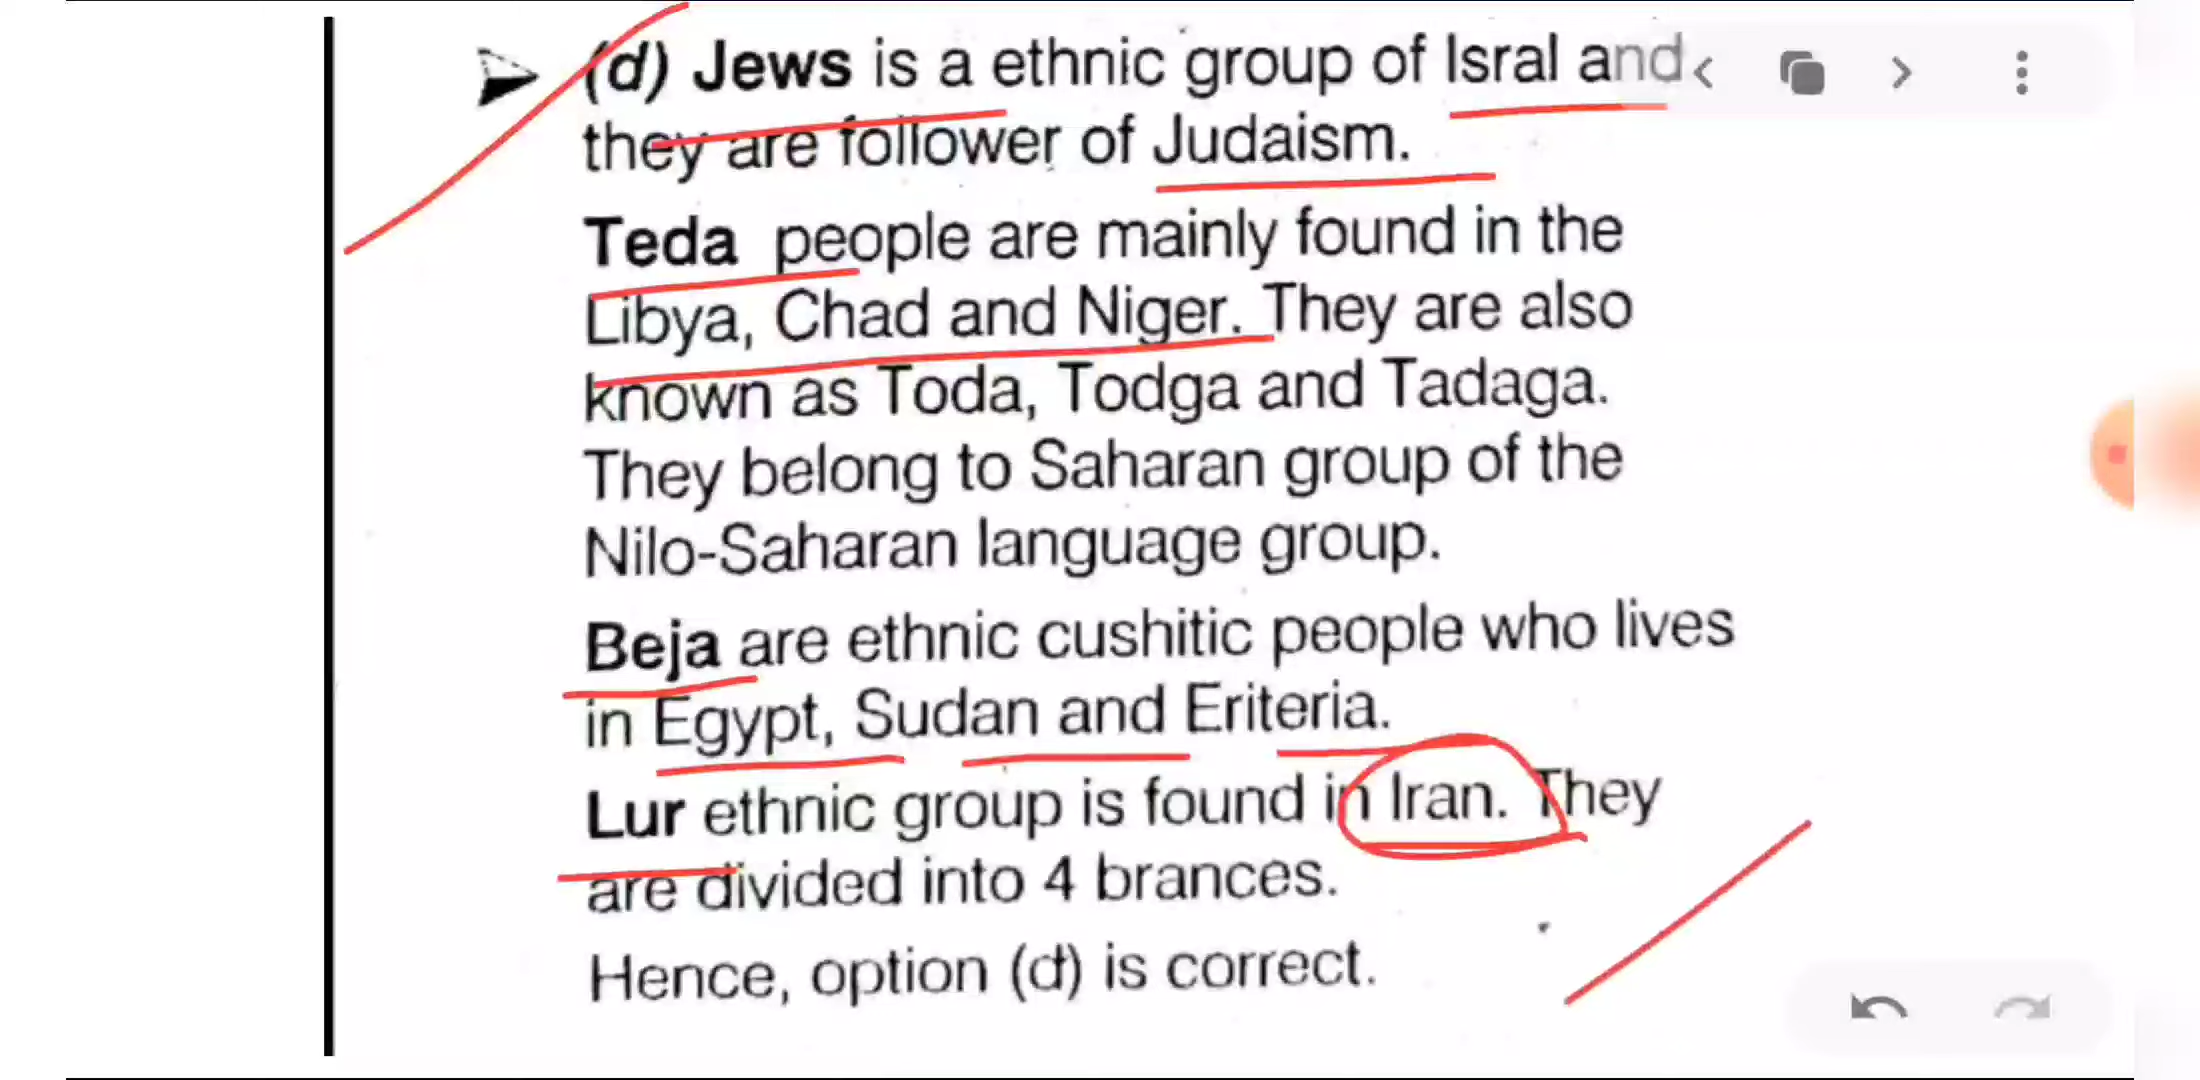 (d) Jews is a ethnic group of Isral and
they are follower of Judaism.
Teda people are mainly found in the
Libya, Chad and Niger. They are also
known as Toda, Todga and Tadaga.
They belong to Saharan group of the
Nilo-Saharan language group.
Beja are ethnic cushitic people who lives
in Egypt, Sudan and Eriteria.
Lur ethnic group is found in Iran. They
are divided into 4 brances.
Hence, option (d) is correct.